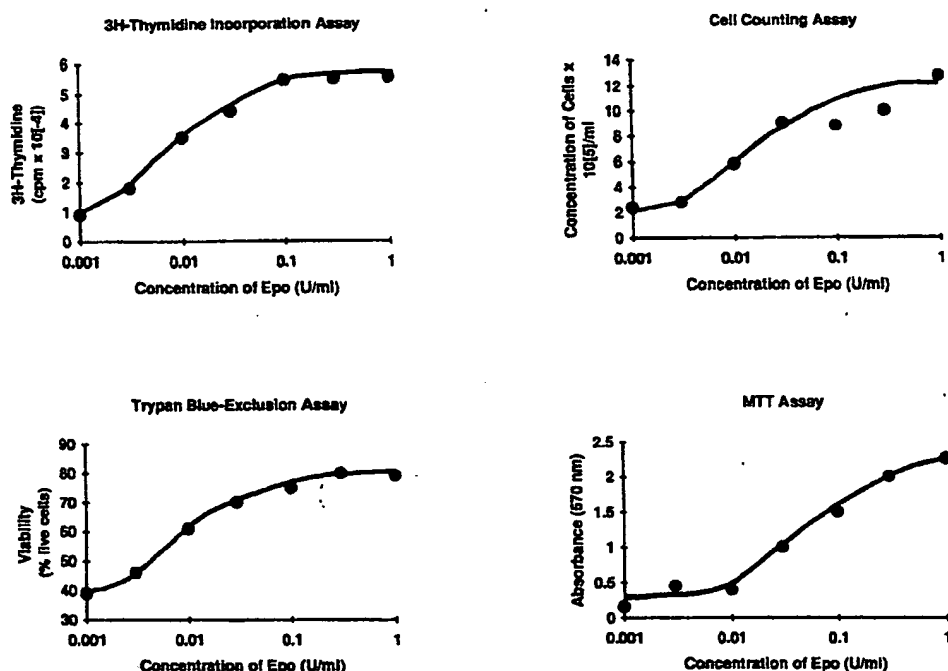 3H-Thymidine Incorporation Assay
3H-Thymidine
(cpm x 10[-4])
6
5
4
3
2
1
0
0.001 0.01 0.1 1
Concentration of Epo (U/ml)
Cell Counting Assay
Concentration of Cells x
10[5]/ml
14
12
10
8
6
4
2
0
0.001 0.01 0.1 1
Concentration of Epo (U/ml)
Trypan Blue-Exclusion Assay
Viability
(% live cells)
90
80
70
60
50
40
30
0.001 0.01 0.1 1
Concentration of Epo (U/ml)
MTT Assay
Absorbance (570 nm)
2.5
2
1.5
1
0.5
0
0.001 0.01 0.1 1
Concentration of Epo (U/ml)